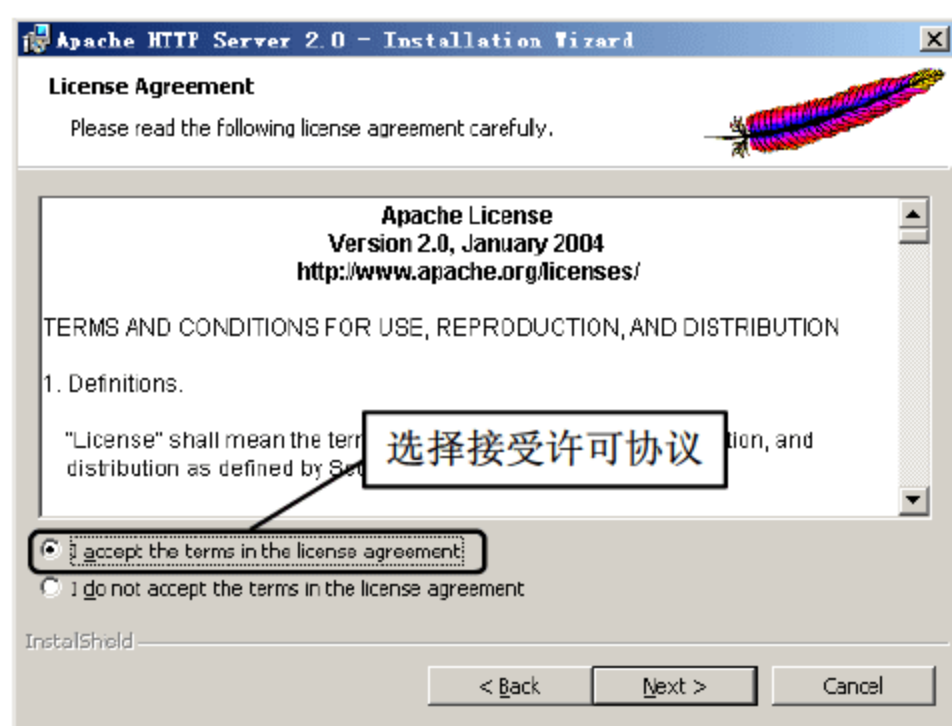 Apache HTTP Server 2.0 - Installation Wizard
License Agreement
Please read the following license agreement carefully.
Apache License
Version 2.0, January 2004
http://www.apache.org/licenses/
TERMS AND CONDITIONS FOR USE, REPRODUCTION, AND DISTRIBUTION
1. Definitions.
"License" shall mean the and
distribution as defined by
选择接受许可协议
I accept the terms in the license agreement
I do not accept the terms in the license agreement
InstallShield
< Back
Next >
Cancel